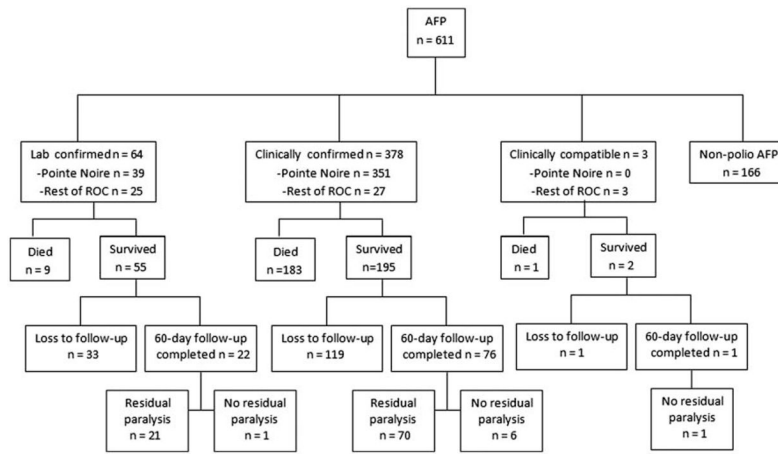 AFP
n = 611
Lab confirmed n = 64
-Pointe Noire n = 39
-Rest of ROC n = 25
Clinically confirmed n = 378
-Pointe Noire n = 351
-Rest of ROC n = 27
Clinically compatible n = 3
-Pointe Noire n = 0
-Rest of ROC n = 3
Non-polio AFP
n = 166
Died
n = 9
Survived
n = 55
Died
n =183
Survived
n =195
Died
n = 1
Survived
n = 2
Loss to follow-up
n = 33
60-day follow-up
completed n = 22
Loss to follow-up
n = 119
60-day follow-up
completed n = 76
Loss to follow-up
n = 1
60-day follow-up
completed n = 1
Residual
paralysis
n = 21
No residual
paralysis
n = 1
Residual
paralysis
n = 70
No residual
paralysis
n = 6
No residual
paralysis
n = 1